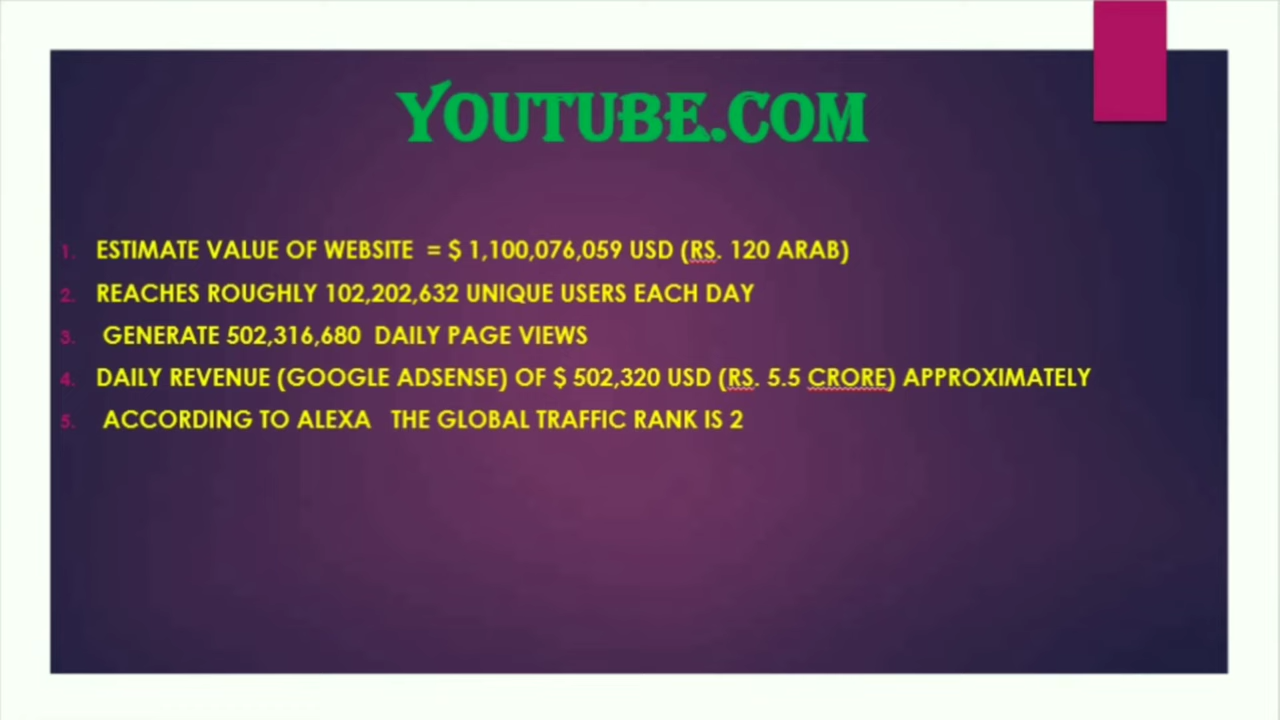 YOUTUBE.COM
1. ESTIMATE VALUE OF WEBSITE = $ 1,100,076,059 USD (RS. 120 ARAB)
2. REACHES ROUGHLY 102,202,632 UNIQUE USERS EACH DAY
3. GENERATE 502,316,680 DAILY PAGE VIEWS
4. DAILY REVENUE (GOOGLE ADSENSE) OF $ 502,320 USD (RS. 5.5 CRORE) APPROXIMATELY
5. ACCORDING TO ALEXA THE GLOBAL TRAFFIC RANK IS 2